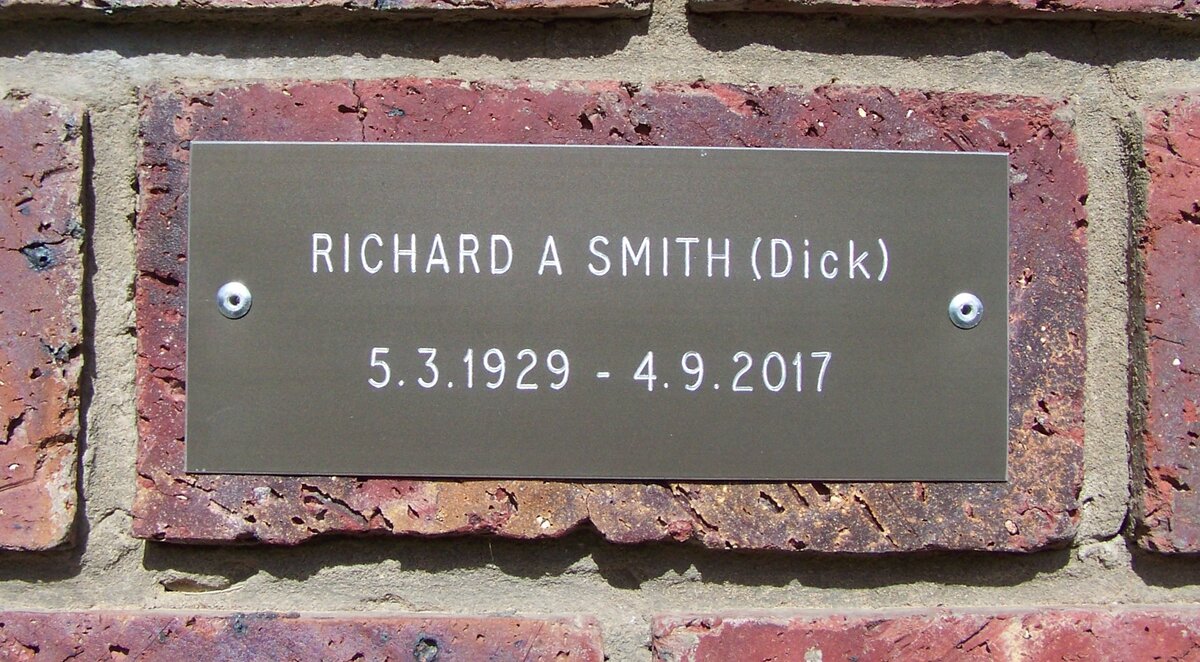 RICHARD A SMITH (Dick)
5.3.1929 - 4.9.2017